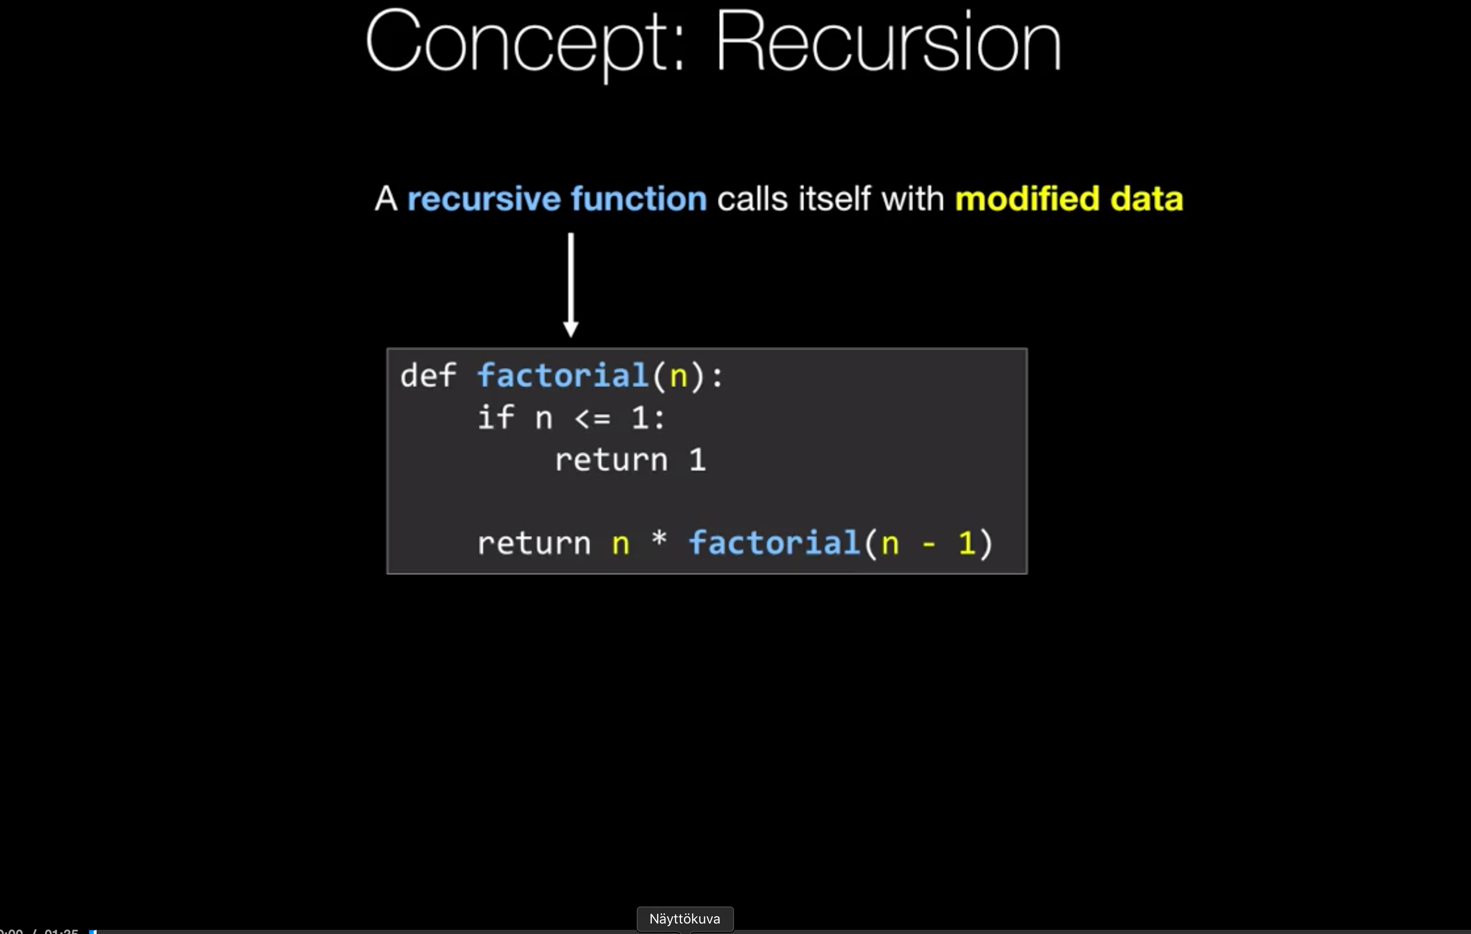 Concept: Recursion
A recursive function calls itself with modified data
def factorial(n):
    if n <= 1:
        return 1
    return n * factorial(n - 1)
Näyttökuva